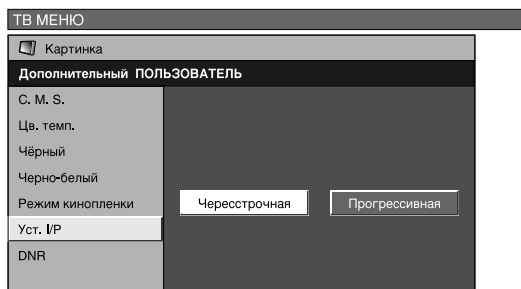 ТВ МЕНЮ
Картинка
Дополнительный ПОЛЬЗОВАТЕЛЬ
C. M. S.
Цв. темп.
Чёрный
Черно-белый
Режим кинопленки
Чересстрочная Прогрессивная
Уст. I/P
DNR